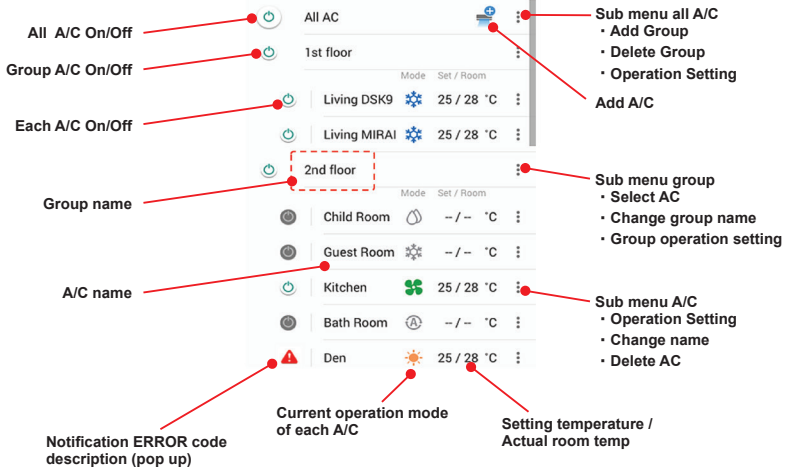 All A/C On/Off
Group A/C On/Off
Each A/C On/Off
Group name
A/C name
Notification ERROR code
description (pop up)
All AC
1st floor
Mode Set / Room
Living DSK9 25 / 28 °C
Living MIRAI 25 / 28 °C
2nd floor
Mode Set / Room
Child Room -- / -- °C
Guest Room -- / -- °C
Kitchen 25 / 28 °C
Bath Room A -- / -- °C
Den 25 / 28 °C
Current operation mode
of each A/C
Setting temperature /
Actual room temp
Sub menu all A/C
・Add Group
・Delete Group
・Operation Setting
Add A/C
Sub menu group
・Select AC
・Change group name
・Group operation setting
Sub menu A/C
・Operation Setting
・Change name
・Delete AC